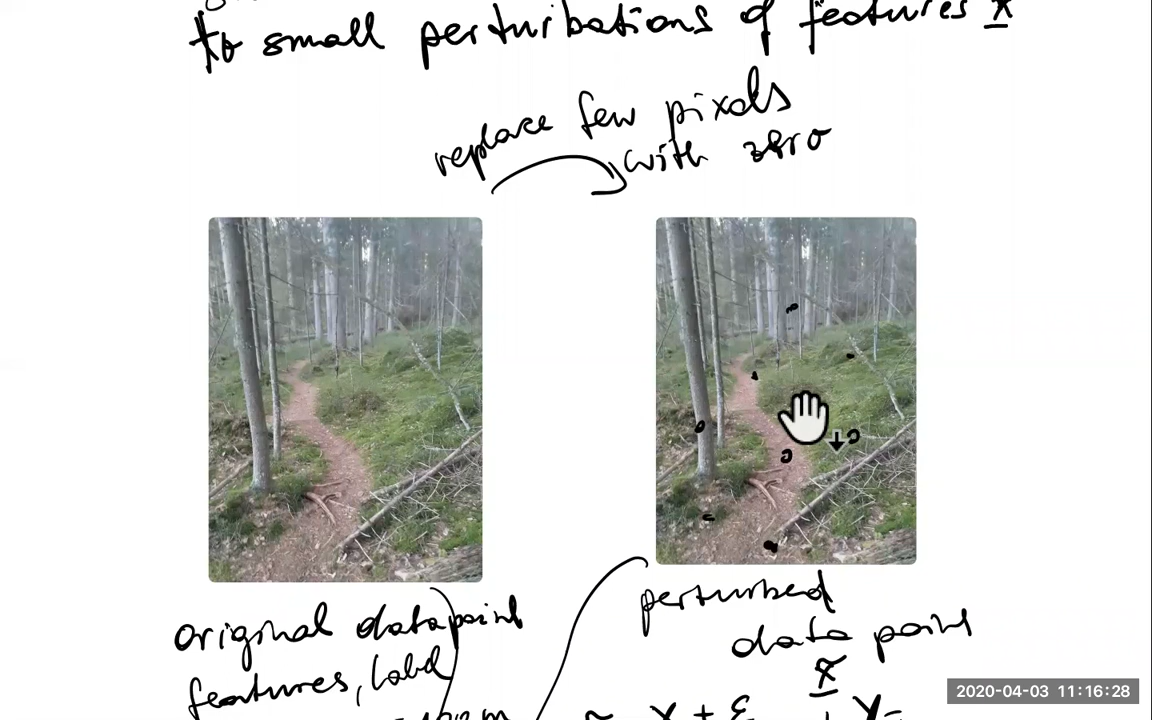 to small perturbations of features x
replace few pixels
with zero
original datapoint
features, label
perturbed
data point
x̃
x + ε
2020-04-03 11:16:28